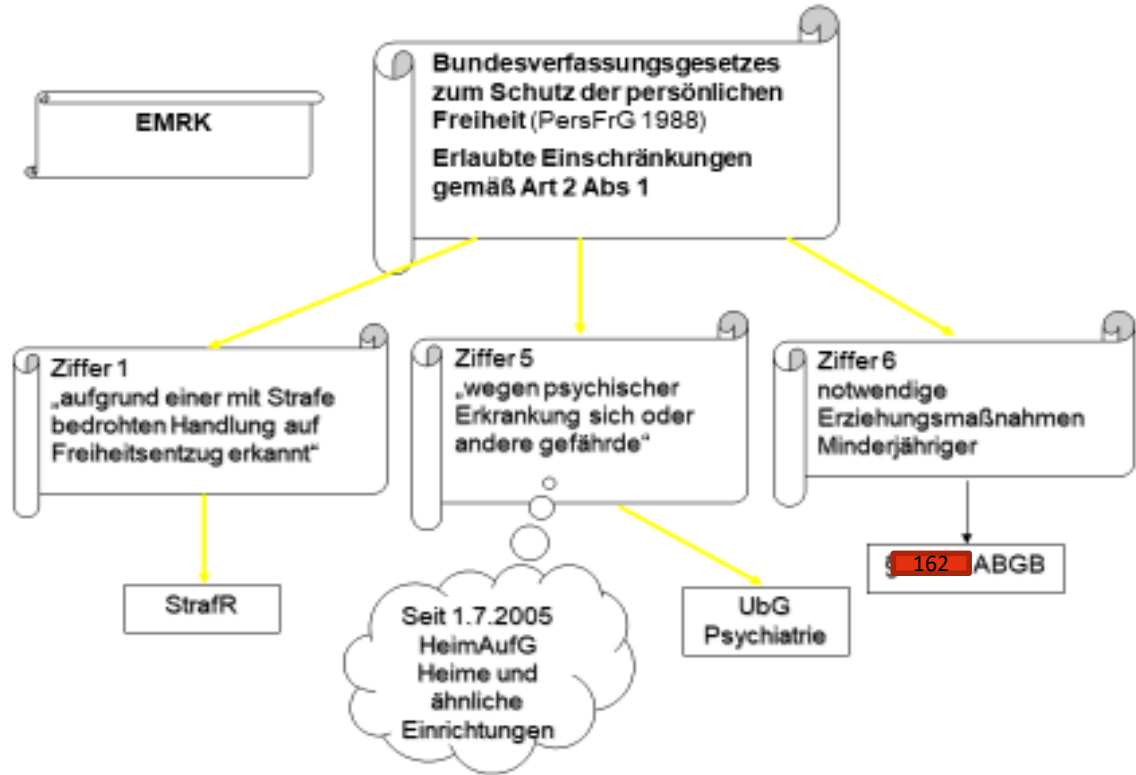 EMRK
Bundesverfassungsgesetzes
zum Schutz der persönlichen
Freiheit (PersFrG 1988)
Erlaubte Einschränkungen
gemäß Art 2 Abs 1
Ziffer 1
„aufgrund einer mit Strafe
bedrohten Handlung auf
Freiheitsentzug erkannt“
Ziffer 5
„wegen psychischer
Erkrankung sich oder
andere gefährde“
Ziffer 6
notwendige
Erziehungsmaßnahmen
Minderjähriger
StrafR
Seit 1.7.2005
HeimAufG
Heime und
ähnliche
Einrichtungen
UbG
Psychiatrie
§ 162 ABGB